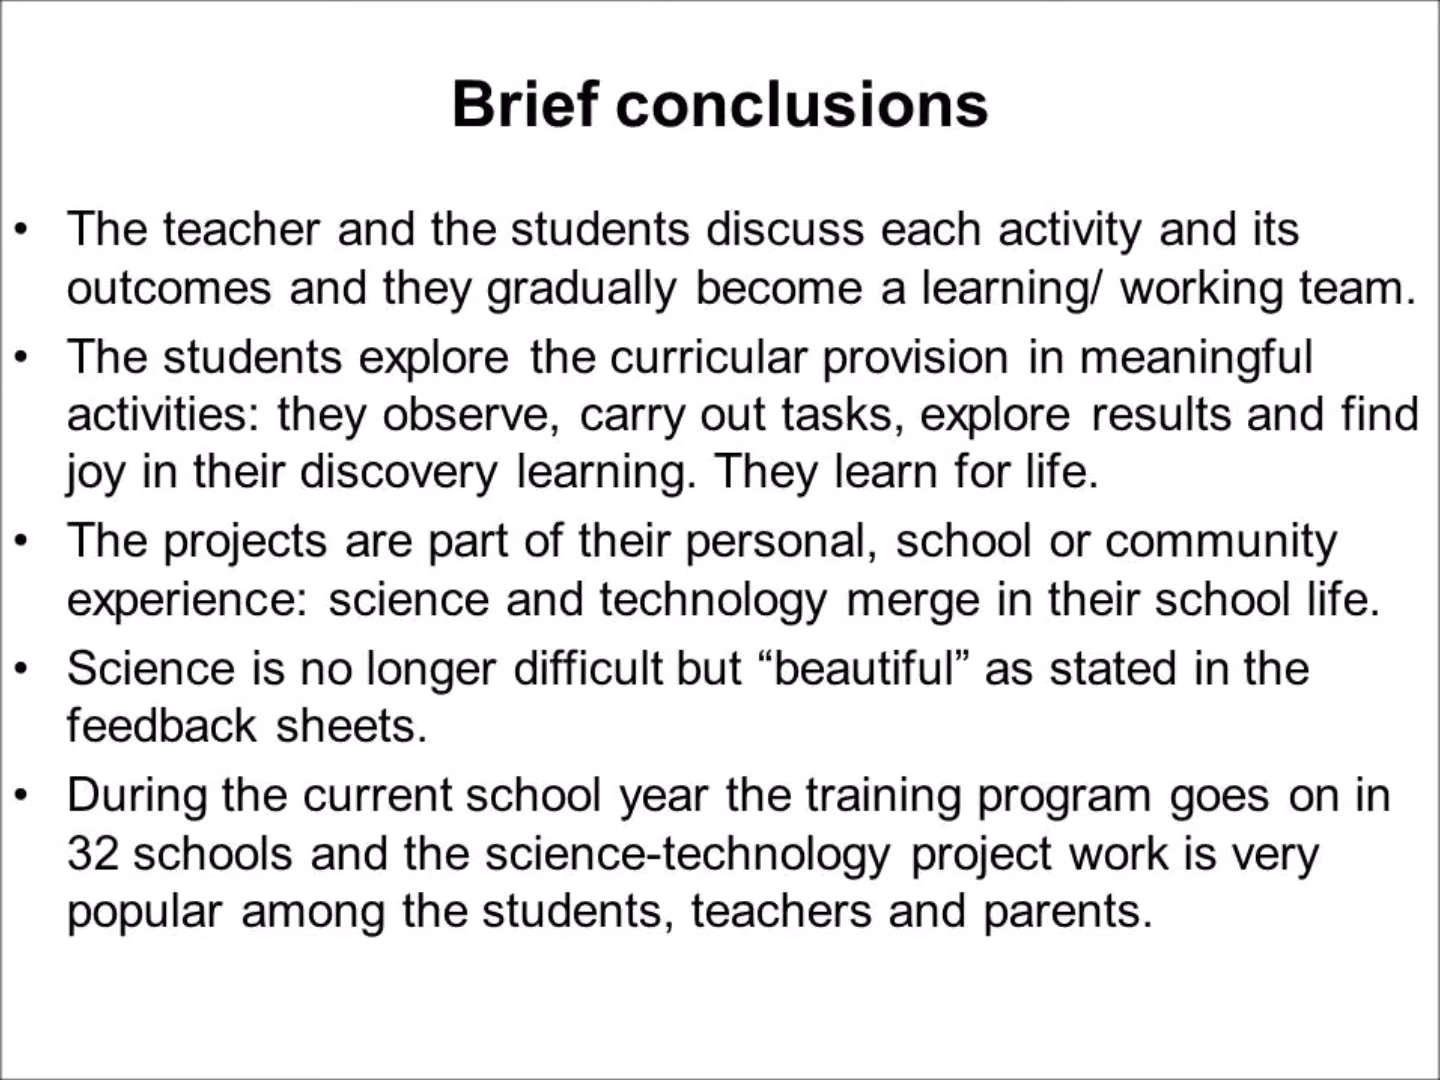 Brief conclusions
• The teacher and the students discuss each activity and its
outcomes and they gradually become a learning/ working team.
• The students explore the curricular provision in meaningful
activities: they observe, carry out tasks, explore results and find
joy in their discovery learning. They learn for life.
• The projects are part of their personal, school or community
experience: science and technology merge in their school life.
• Science is no longer difficult but “beautiful” as stated in the
feedback sheets.
• During the current school year the training program goes on in
32 schools and the science-technology project work is very
popular among the students, teachers and parents.